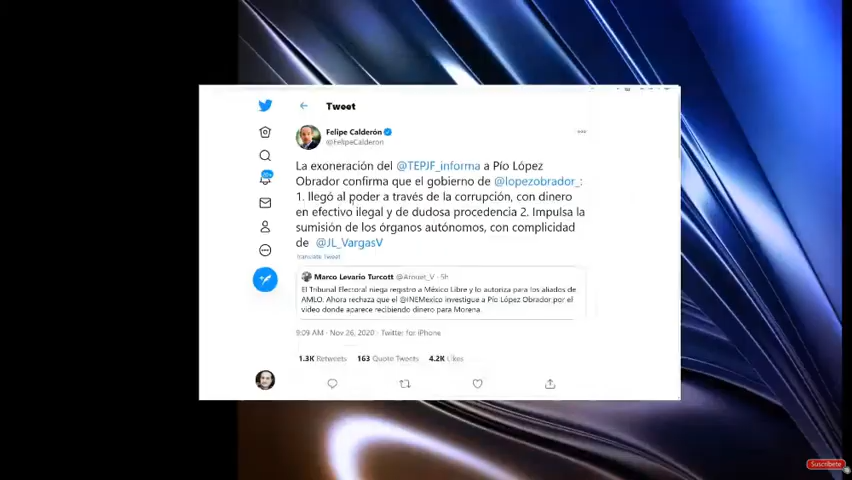 Tweet
Felipe Calderón
@FelipeCalderon
La exoneración del @TEPJF_informa a Pío López
Obrador confirma que el gobierno de @lopezobrador_:
1. llegó al poder a través de la corrupción, con dinero
en efectivo ilegal y de dudosa procedencia 2. Impulsa la
sumisión de los órganos autónomos, con complicidad
de @JL_VargasV
Translate Tweet
Marco Levario Turcott @Arouet_V · 5h
El Tribunal Electoral niega registro a México Libre y lo autoriza para los aliados de
AMLO. Ahora rechaza que el @INEMexico investigue a Pío López Obrador por el
video donde aparece recibiendo dinero para Morena.
9:09 AM · Nov 26, 2020 · Twitter for iPhone
1.3K Retweets 163 Quote Tweets 4.2K Likes
Suscríbete